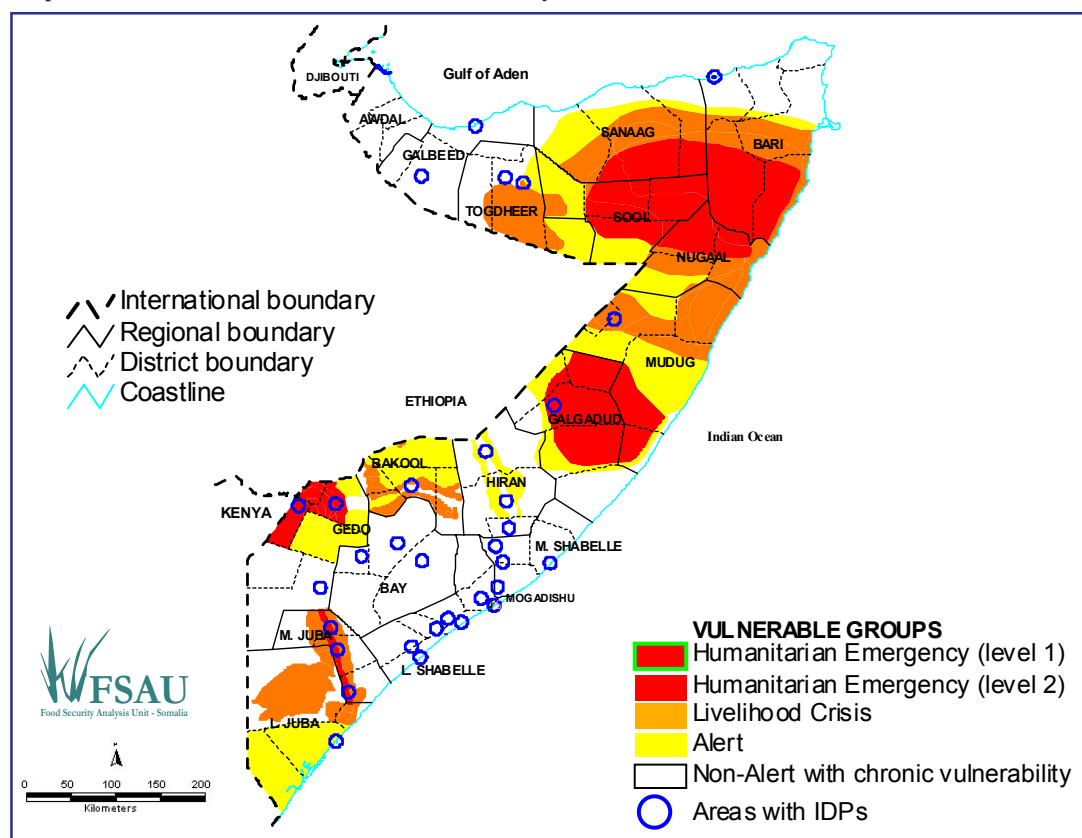 Gulf of Aden
DJIBOUTI
AWDAL
SANAAG
BARI
GALBEED
TOGDHEER
SOOL
NUGAAL
International boundary
Regional boundary
District boundary
Coastline
MUDUG
ETHIOPIA
GALGADUD
Indian Ocean
BAKOOL
HIRAN
KENYA
GEDO
M. SHABELLE
BAY
MOGADISHU
M. JUBA
L. SHABELLE
L. JUBA
FSAU
Food Security Analysis Unit - Somalia
0 50 100 150 200
Kilometers
VULNERABLE GROUPS
Humanitarian Emergency (level 1)
Humanitarian Emergency (level 2)
Livelihood Crisis
Alert
Non-Alert with chronic vulnerability
Areas with IDPs